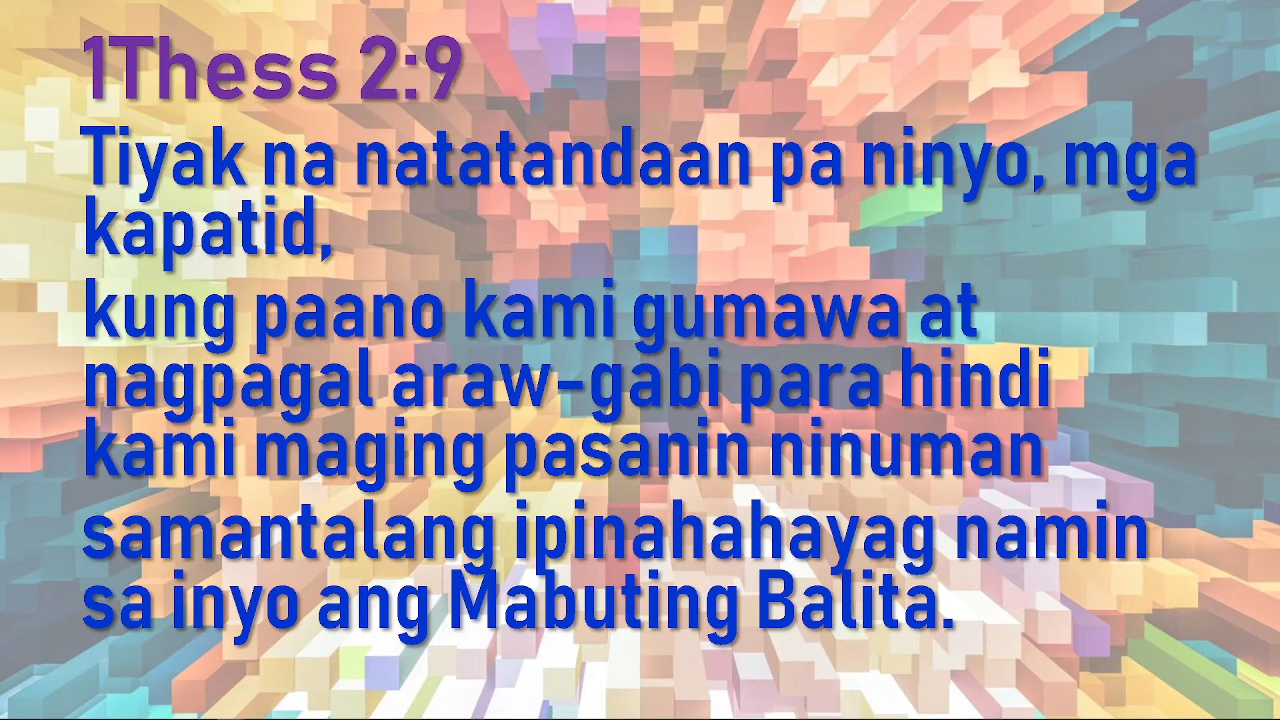 1Thess 2:9
Tiyak na natatandaan pa ninyo, mga
kapatid,
kung paano kami gumawa at
nagpagal araw-gabi para hindi
kami maging pasanin ninuman
samantalang ipinahahayag namin
sa inyo ang Mabuting Balita.